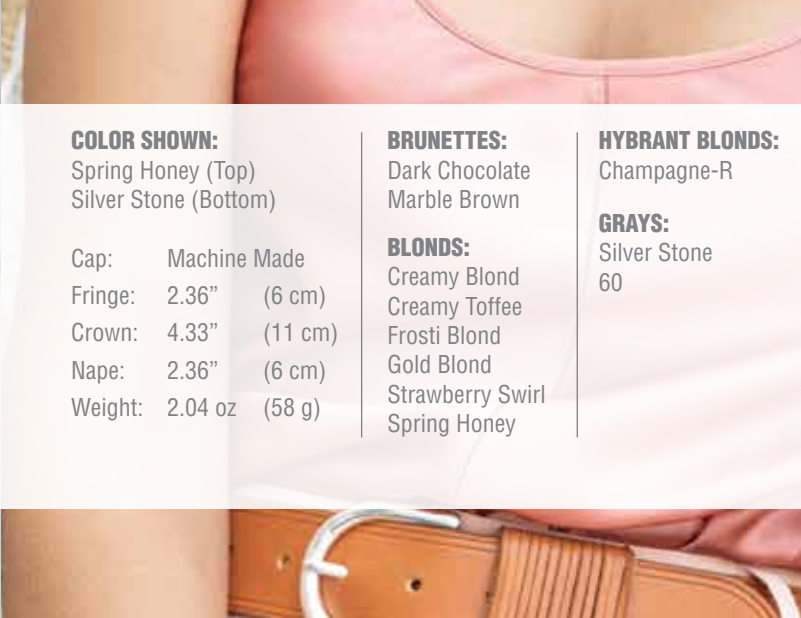 COLOR SHOWN:
Spring Honey (Top)
Silver Stone (Bottom)
Cap: Machine Made
Fringe: 2.36” (6 cm)
Crown: 4.33” (11 cm)
Nape: 2.36” (6 cm)
Weight: 2.04 oz (58 g)
BRUNETTES:
Dark Chocolate
Marble Brown
BLONDS:
Creamy Blond
Creamy Toffee
Frosti Blond
Gold Blond
Strawberry Swirl
Spring Honey
HYBRANT BLONDS:
Champagne-R
GRAYS:
Silver Stone
60